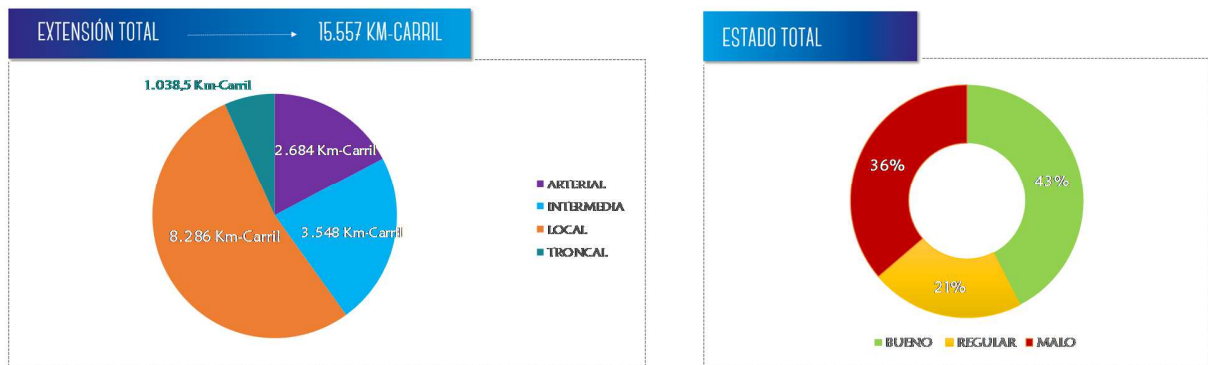 EXTENSIÓN TOTAL → 15.557 KM-CARRIL
1.038,5 Km-Carril
2.684 Km-Carril
3.548 Km-Carril
8.286 Km-Carril
ARTERIAL
INTERMEDIA
LOCAL
TRONCAL
ESTADO TOTAL
36%
43%
21%
BUENO REGULAR MALO